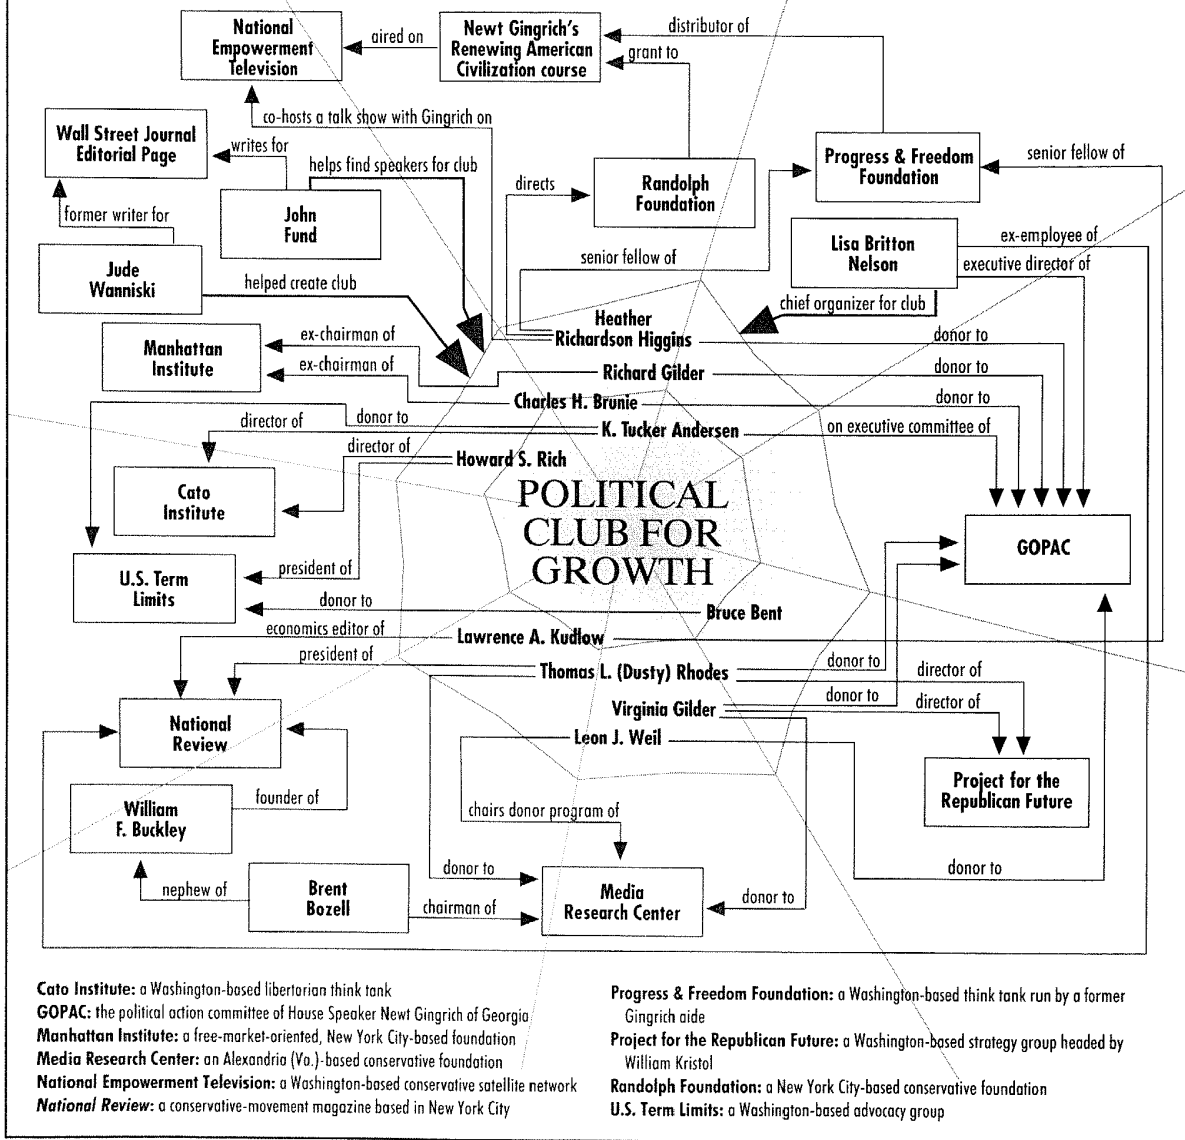 National
Empowerment
Television
aired on
Newt Gingrich's
Renewing American
Civilization course
distributor of
grant to
co-hosts a talk show with Gingrich on
Wall Street Journal
Editorial Page
writes for
helps find speakers for club
Progress & Freedom
Foundation
senior fellow of
directs
Randolph
Foundation
former writer for
John
Fund
Lisa Britton
Nelson
ex-employee of
executive director of
senior fellow of
Jude
Wanniski
helped create club
chief organizer for club
Heather
Richardson Higgins
donor to
Manhattan
Institute
ex-chairman of
ex-chairman of
Richard Gilder
donor to
Charles H. Brunie
donor to
director of
donor to
K. Tucker Andersen
on executive committee of
director of
Howard S. Rich
Cato
Institute
POLITICAL
CLUB FOR
GROWTH
GOPAC
U.S. Term
Limits
president of
donor to
Bruce Bent
economics editor of
Lawrence A. Kudlow
president of
Thomas L. (Dusty) Rhodes
donor to
director of
Virginia Gilder
donor to
director of
National
Review
Leon J. Weil
Project for the
Republican Future
William
F. Buckley
founder of
chairs donor program of
donor to
donor to
nephew of
Brent
Bozell
chairman of
Media
Research Center
donor to
Cato Institute: a Washington-based libertarian think tank
GOPAC: the political action committee of House Speaker Newt Gingrich of Georgia
Manhattan Institute: a free-market-oriented, New York City-based foundation
Media Research Center: an Alexandria (Va.)-based conservative foundation
National Empowerment Television: a Washington-based conservative satellite network
National Review: a conservative-movement magazine based in New York City
Progress & Freedom Foundation: a Washington-based think tank run by a former
Gingrich aide
Project for the Republican Future: a Washington-based strategy group headed by
William Kristol
Randolph Foundation: a New York City-based conservative foundation
U.S. Term Limits: a Washington-based advocacy group